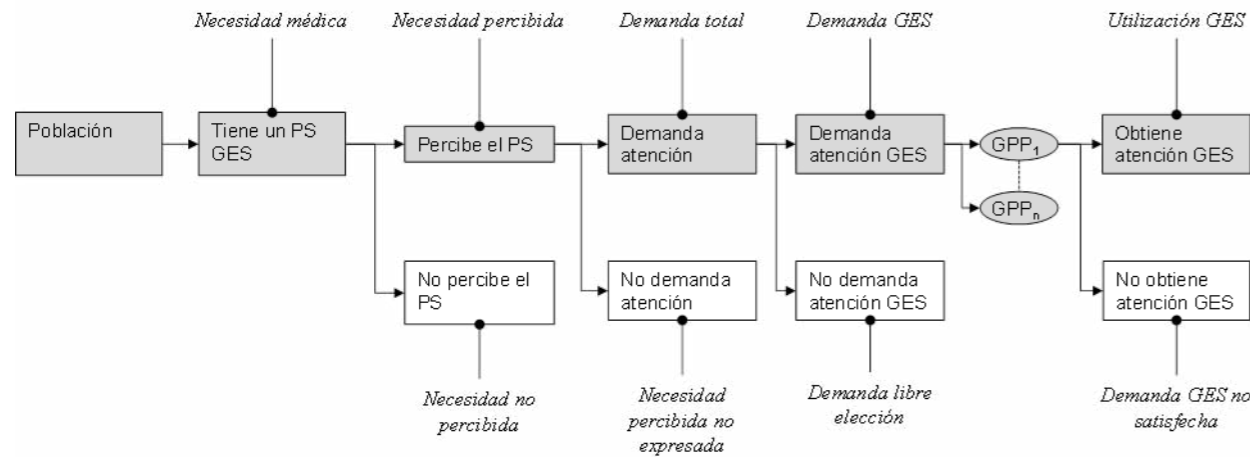 Necesidad médica
Necesidad percibida
Demanda total
Demanda GES
Utilización GES
Población
Tiene un PS
GES
Percibe el PS
Demanda
atención
Demanda
atención GES
GPP1
GPPn
Obtiene
atención GES
No percibe el
PS
No demanda
atención
No demanda
atención GES
No obtiene
atención GES
Necesidad no
percibida
Necesidad
percibida no
expresada
Demanda libre
elección
Demanda GES no
satisfecha